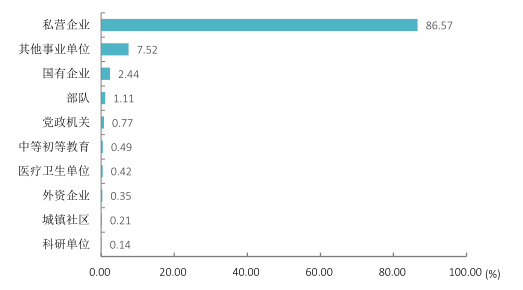 私营企业 86.57
其他事业单位 7.52
国有企业 2.44
部队 1.11
党政机关 0.77
中等初等教育 0.49
医疗卫生单位 0.42
外资企业 0.35
城镇社区 0.21
科研单位 0.14
0.00 20.00 40.00 60.00 80.00 100.00 (%)